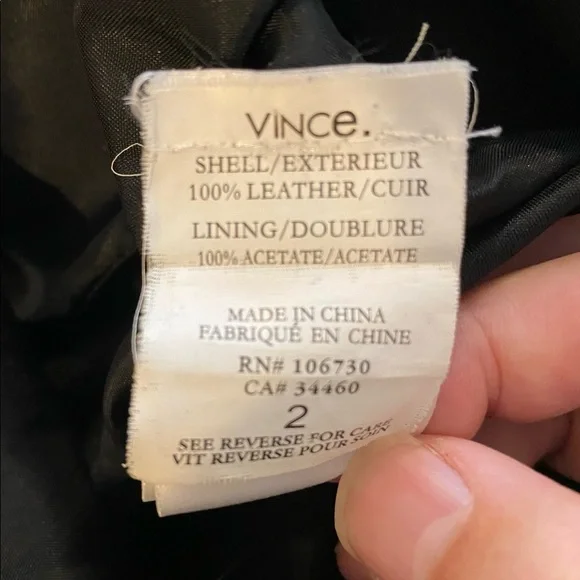 VINCe.
SHELL/EXTERIEUR
100% LEATHER/CUIR
LINING/DOUBLURE
100% ACETATE/ACETATE
MADE IN CHINA
FABRIQUÉ EN CHINE
RN# 106730
CA# 34460
2
SEE REVERSE FOR CARE
VIT REVERSE POUR SOIN